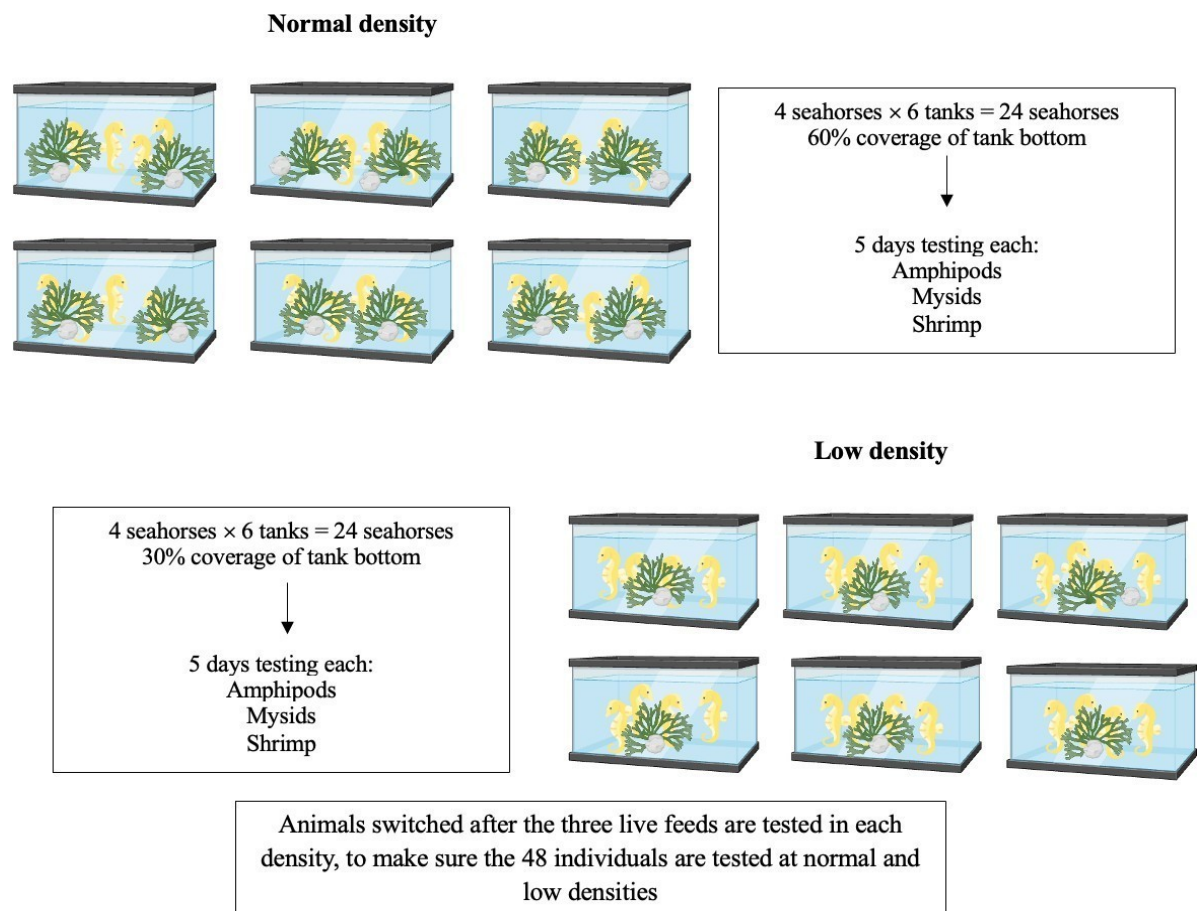 Normal density
4 seahorses × 6 tanks = 24 seahorses
60% coverage of tank bottom
5 days testing each:
Amphipods
Mysids
Shrimp
Low density
4 seahorses × 6 tanks = 24 seahorses
30% coverage of tank bottom
5 days testing each:
Amphipods
Mysids
Shrimp
Animals switched after the three live feeds are tested in each
density, to make sure the 48 individuals are tested at normal and
low densities